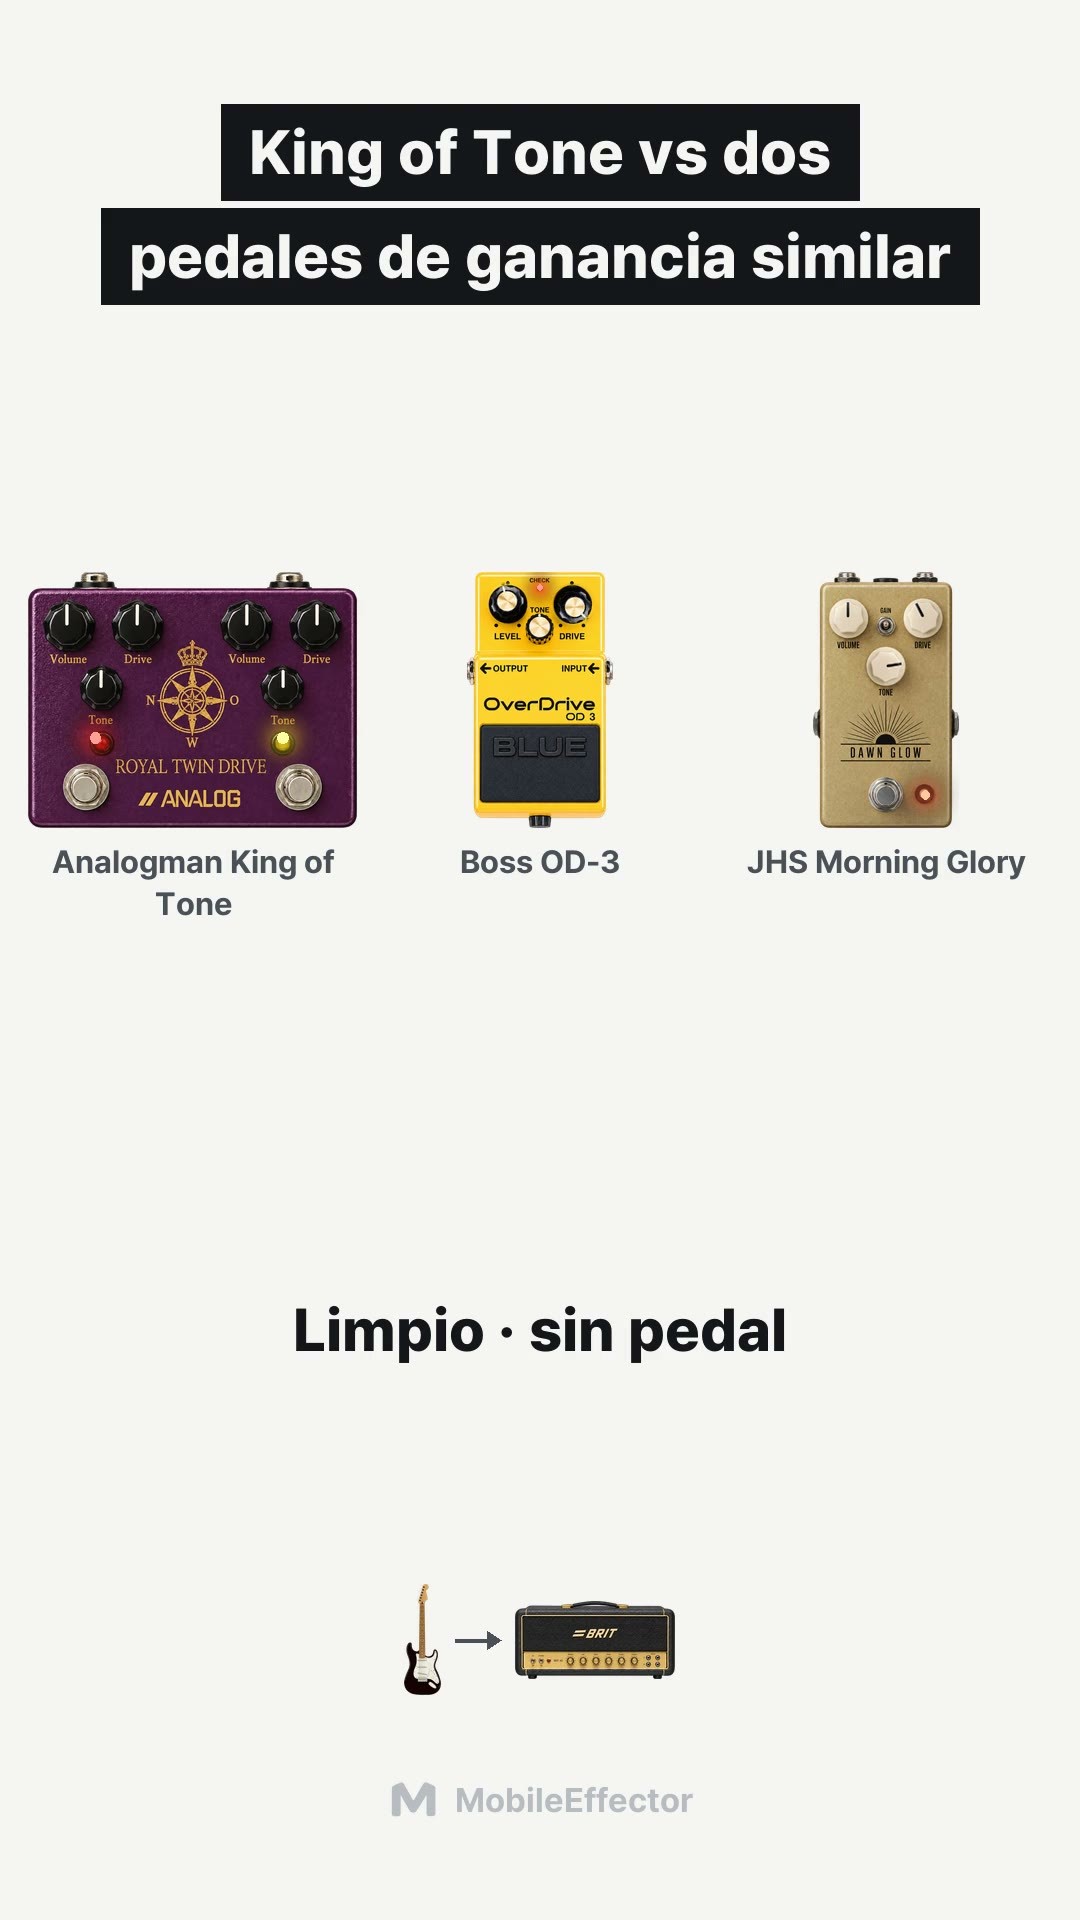 King of Tone vs dos
pedales de ganancia similar
Volume Drive Volume Drive
Tone Tone
N O
W
ROYAL TWIN DRIVE
ANALOG
CHECK
TONE
LEVEL DRIVE
OUTPUT INPUT
OverDrive
OD 3
BLUE
GAIN
VOLUME DRIVE
TONE
DAWN GLOW
Analogman King of
Tone
Boss OD-3
JHS Morning Glory
Limpio · sin pedal
BRIT
MobileEffector